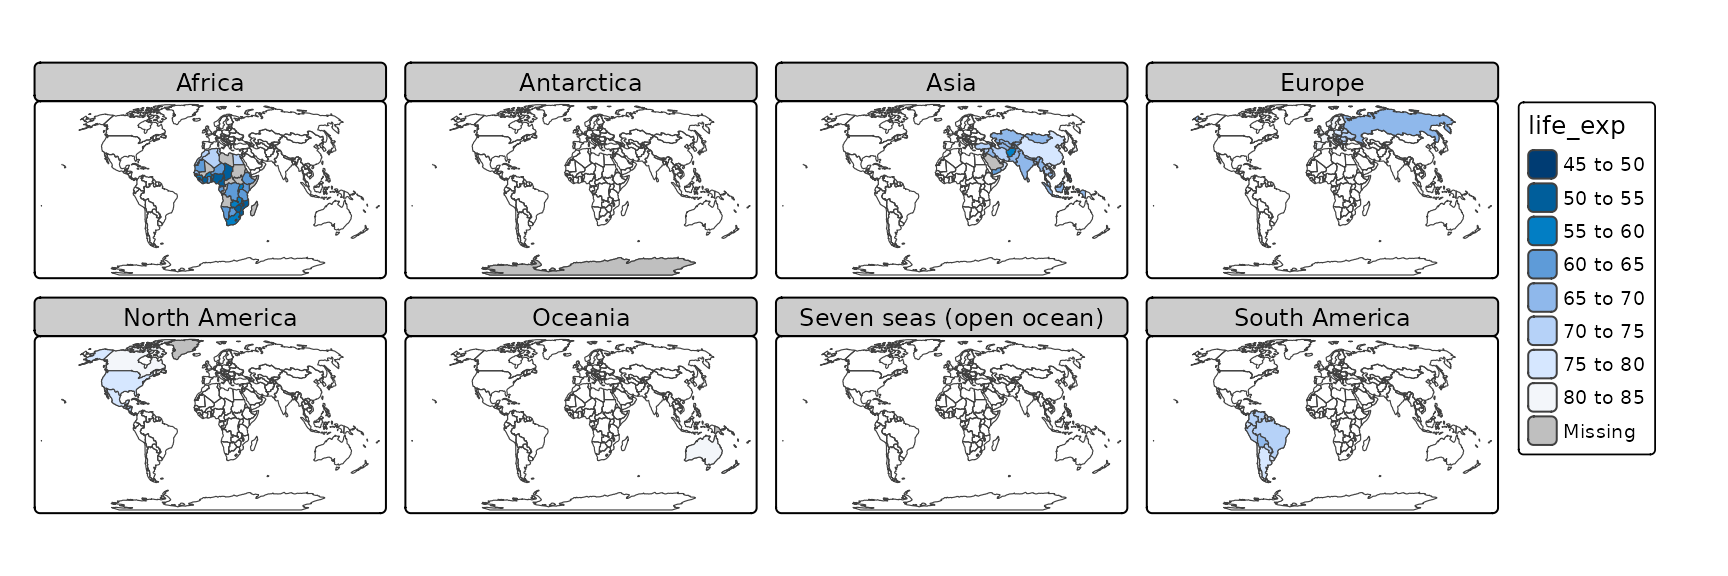 Africa
Antarctica
Asia
Europe
North America
Oceania
Seven seas (open ocean)
South America
life_exp
45 to 50
50 to 55
55 to 60
60 to 65
65 to 70
70 to 75
75 to 80
80 to 85
Missing